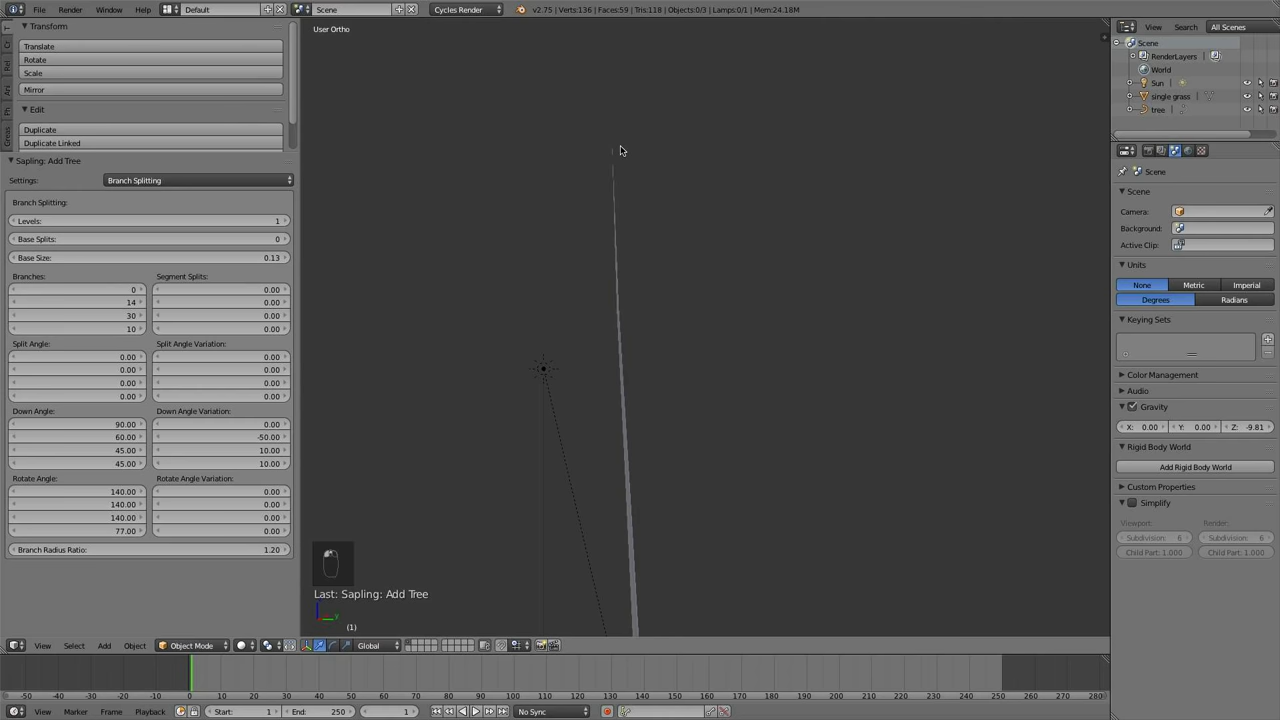 File Render Window Help Default Scene Cycles Render v2.75 | Verts:136 | Faces:59 | Tris:118 | Objects:0/3 | Lamps:0/1 | Mem:24.18M
Transform
Translate
Rotate
Scale
Mirror
Edit
Duplicate
Duplicate Linked
Sapling: Add Tree
Settings: Branch Splitting
Branch Splitting:
Levels: 1
Base Splits: 0
Base Size: 0.13
Branches: Segment Splits:
0 0.00
14 0.00
30 0.00
10 0.00
Split Angle: Split Angle Variation:
0.00 0.00
0.00 0.00
0.00 0.00
0.00 0.00
Down Angle: Down Angle Variation:
90.00 0.00
60.00 -50.00
45.00 10.00
45.00 10.00
Rotate Angle: Rotate Angle Variation:
140.00 0.00
140.00 0.00
140.00 0.00
77.00 0.00
Branch Radius Ratio: 1.20
User Ortho
Last: Sapling: Add Tree
(1)
View Select Add Object Object Mode Global
-50 -40 -30 -20 -10 0 10 20 30 40 50 60 70 80 90 100 110 120 130 140 150 160 170 180 190 200 210 220 230 240 250 260 270 280
View Marker Frame Playback Start: 1 End: 250 1 No Sync
View Search All Scenes
Scene
RenderLayers
World
Sun
single grass
tree
Scene
Scene
Camera:
Background:
Active Clip:
Units
None Metric Imperial
Degrees Radians
Keying Sets
Color Management
Audio
Gravity
X: 0.00 Y: 0.00 Z: -9.81
Rigid Body World
Add Rigid Body World
Custom Properties
Simplify
Viewport: Render:
Subdivision: 6 Subdivision: 6
Child Part: 1.000 Child Part: 1.000